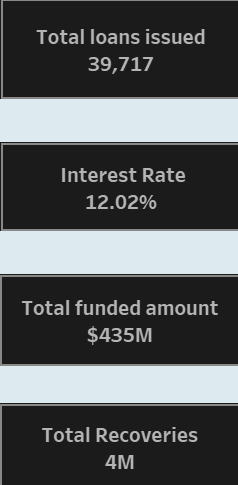 Total loans issued
39,717
Interest Rate
12.02%
Total funded amount
$435M
Total Recoveries
4M